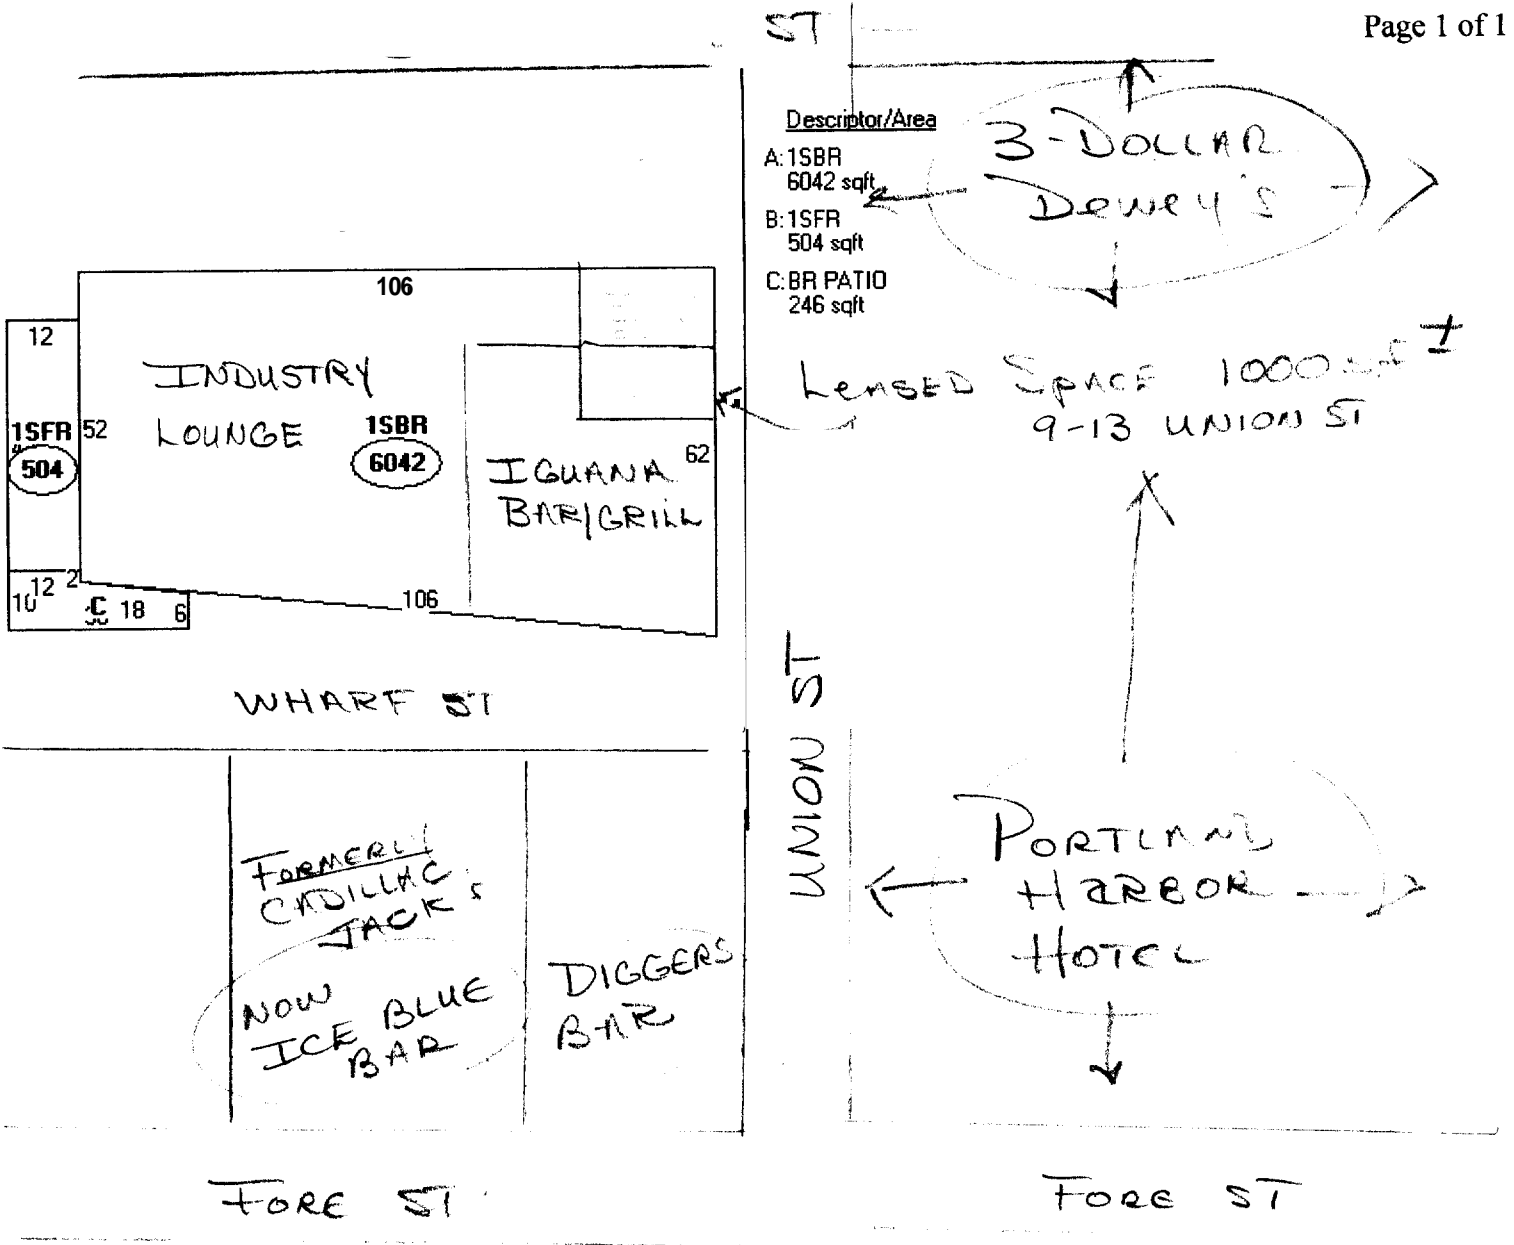 Page 1 of 1
ST
Descriptor/Area
A:1SBR
6042 sqft
B:1SFR
504 sqft
C:BR PATIO
246 sqft
3-DOLLAR
Dewey's
106
12
INDUSTRY
LOUNGE
1SFR
504
52
1SBR
6042
IGUANA
BAR/GRILL
62
LEASED SPACE 1000 sf ±
9-13 UNION ST
12
2
10
C 18
6
106
WHARF ST
UNION ST
FORMERLY
CADILLAC
JACK's
NOW
ICE BLUE
BAR
DIGGERS
BAR
PORTLAND
HARBOR
HOTEL
FORE ST
FORE ST